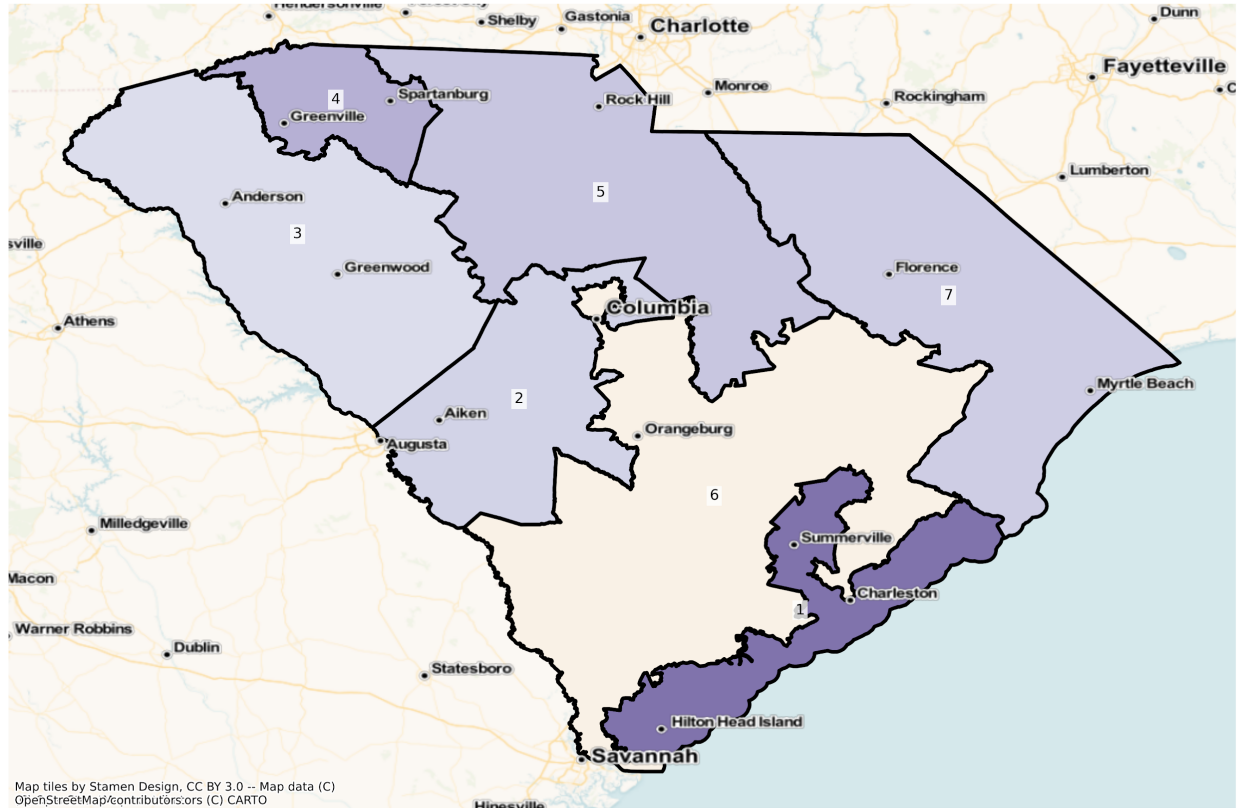 Hendersonville
Shelby
Gastonia
Charlotte
Dunn
Fayetteville
Monroe
Rockingham
4
Spartanburg
Greenville
Rock Hill
Lumberton
5
Anderson
3
sville
Greenwood
Florence
7
Athens
Columbia
Myrtle Beach
2
Aiken
Augusta
Orangeburg
6
Milledgeville
Summerville
Macon
Charleston
1
Warner Robbins
Dublin
Statesboro
Hilton Head Island
Savannah
Map tiles by Stamen Design, CC BY 3.0 -- Map data (C)
OpenStreetMap contributors (C) CARTO
Hinesville